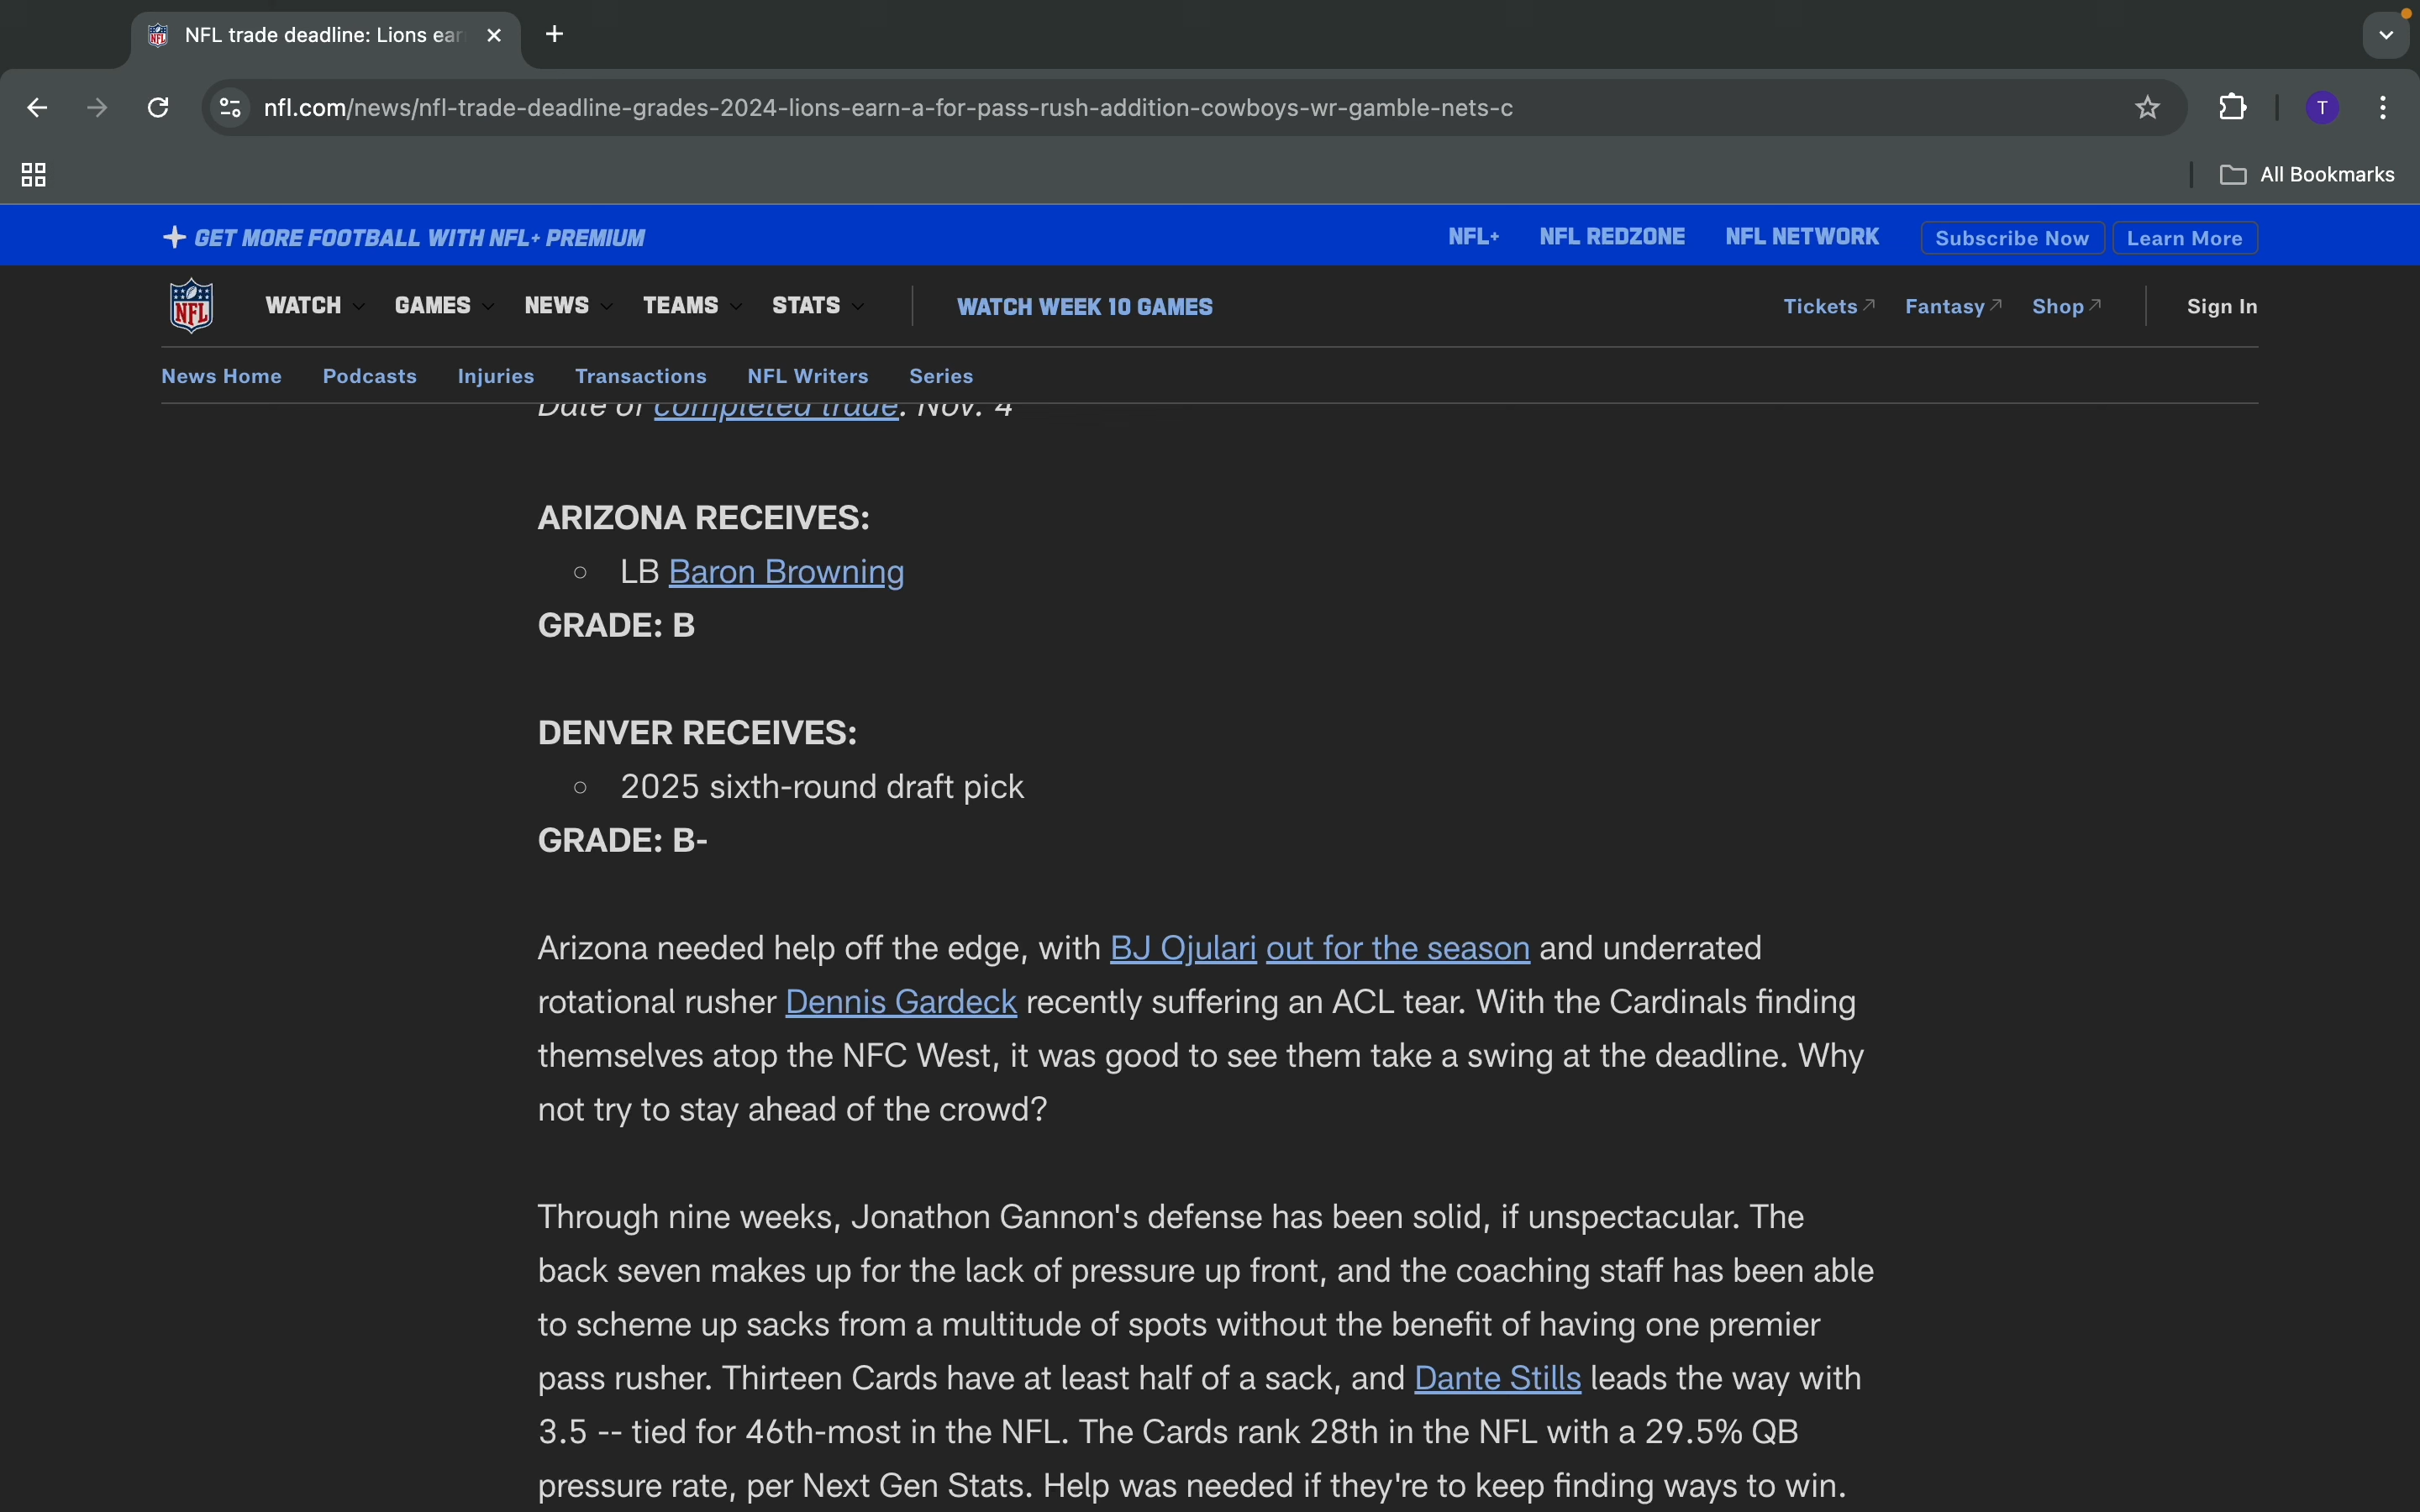 NFL trade deadline: Lions ear
nfl.com/news/nfl-trade-deadline-grades-2024-lions-earn-a-for-pass-rush-addition-cowboys-wr-gamble-nets-c
T
All Bookmarks
GET MORE FOOTBALL WITH NFL+ PREMIUM
NFL+ NFL REDZONE NFL NETWORK Subscribe Now Learn More
NFL WATCH GAMES NEWS TEAMS STATS WATCH WEEK 10 GAMES Tickets Fantasy Shop Sign In
News Home Podcasts Injuries Transactions NFL Writers Series
Date of completed trade: Nov. 4
ARIZONA RECEIVES:
LB Baron Browning
GRADE: B
DENVER RECEIVES:
2025 sixth-round draft pick
GRADE: B-
Arizona needed help off the edge, with BJ Ojulari out for the season and underrated
rotational rusher Dennis Gardeck recently suffering an ACL tear. With the Cardinals finding
themselves atop the NFC West, it was good to see them take a swing at the deadline. Why
not try to stay ahead of the crowd?
Through nine weeks, Jonathon Gannon's defense has been solid, if unspectacular. The
back seven makes up for the lack of pressure up front, and the coaching staff has been able
to scheme up sacks from a multitude of spots without the benefit of having one premier
pass rusher. Thirteen Cards have at least half of a sack, and Dante Stills leads the way with
3.5 -- tied for 46th-most in the NFL. The Cards rank 28th in the NFL with a 29.5% QB
pressure rate, per Next Gen Stats. Help was needed if they're to keep finding ways to win.